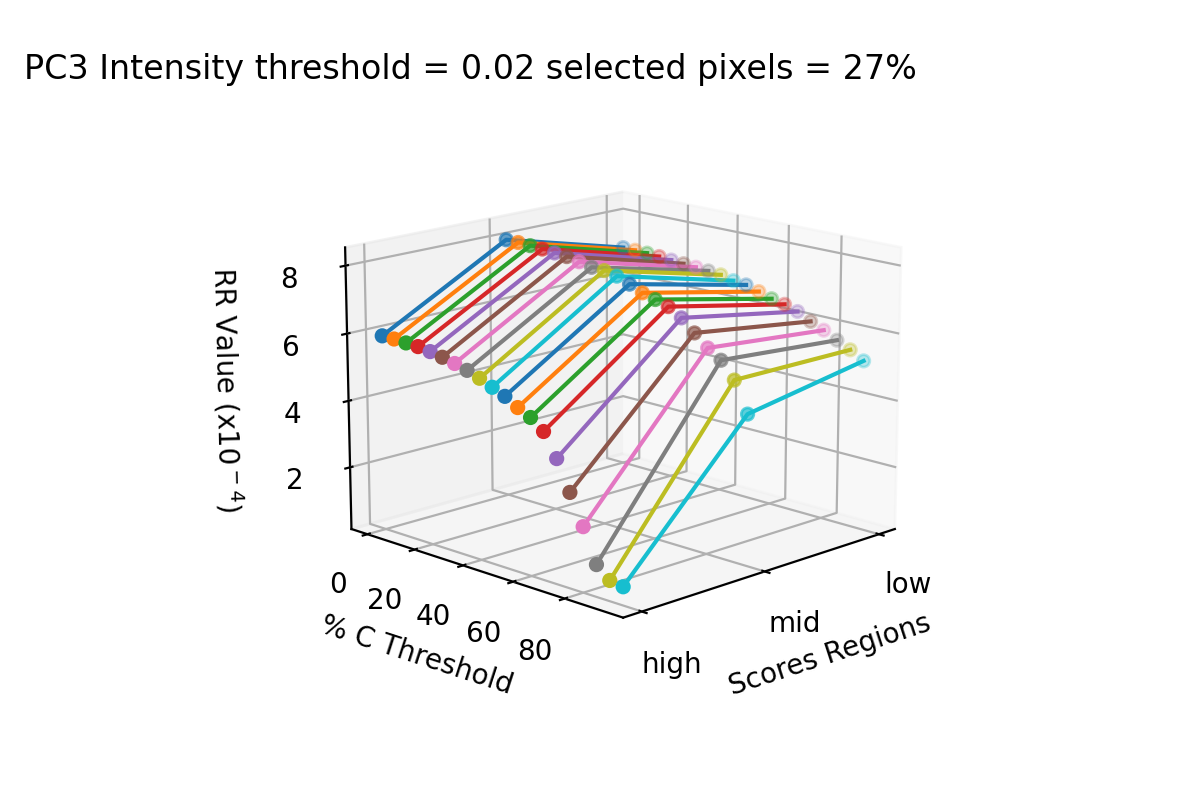 PC3 Intensity threshold = 0.02 selected pixels = 27%
RR Value (x10⁻⁴)
8
6
4
2
0
20
40
60
80
% C Threshold
high
mid
low
Scores Regions